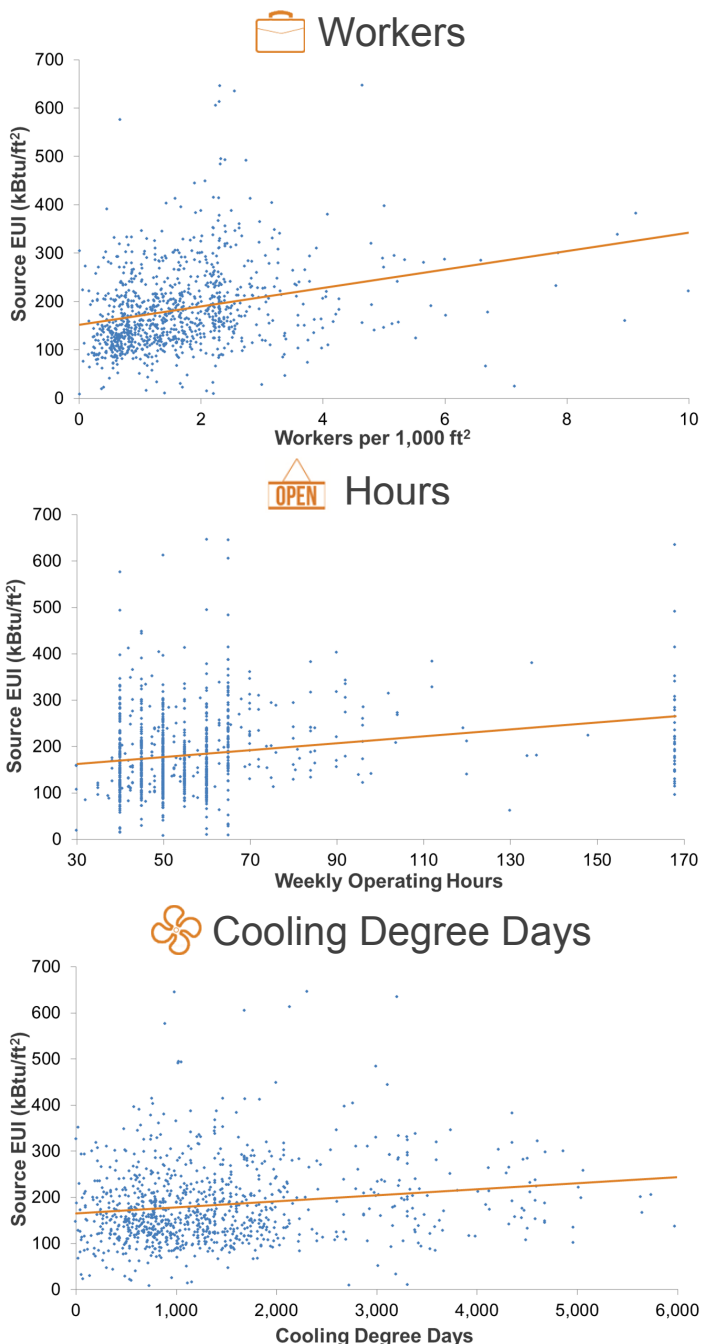 Workers
700
600
500
400
300
200
100
0
Source EUI (kBtu/ft²)
0 2 4 6 8 10
Workers per 1,000 ft²
OPEN Hours
700
600
500
400
300
200
100
0
Source EUI (kBtu/ft²)
30 50 70 90 110 130 150 170
Weekly Operating Hours
Cooling Degree Days
700
600
500
400
300
200
100
0
Source EUI (kBtu/ft²)
0 1,000 2,000 3,000 4,000 5,000 6,000
Cooling Degree Days